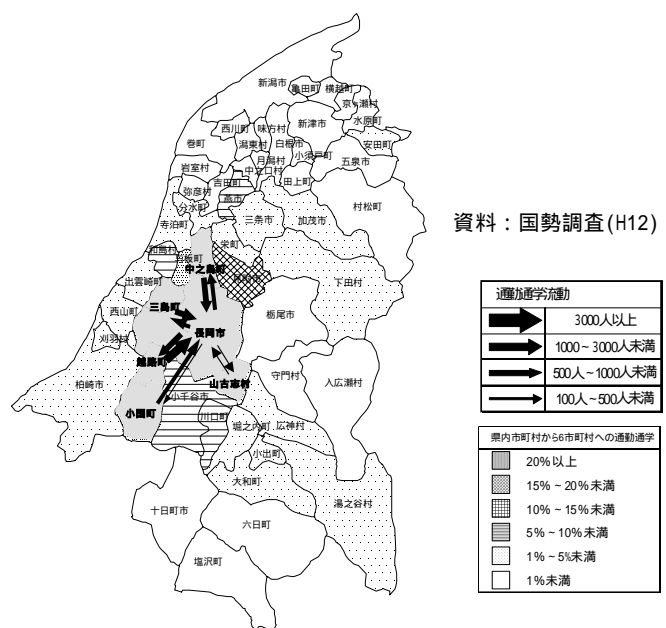 新潟市
亀田町
横越町
京ヶ瀬村
水原町
西川町
味方村
新津市
安田町
巻町
潟東村
白根市
小須戸町
五泉市
月潟村
岩室村
中之口村
吉田町
田上町
弥彦村
燕市
村松町
分水町
三条市
加茂市
寺泊町
資料：国勢調査(H12)
栄町
和島村
中之島町
下田村
出雲崎町
三島町
栃尾市
西山町
長岡市
刈羽村
越路町
守門村
入広瀬村
柏崎市
山古志村
小国町
小千谷市
川口町
堀之内町
広神村
小出町
大和町
湯之谷村
十日町市
六日町
塩沢町
通勤通学流動
3000人以上
1000～3000人未満
500人～1000人未満
100人～500人未満
県内市町村から6市町村への通勤通学
20%以上
15%～20%未満
10%～15%未満
5%～10%未満
1%～5%未満
1%未満